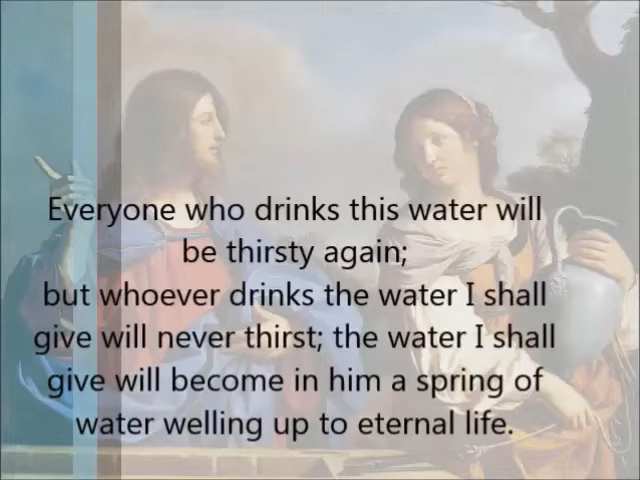 Everyone who drinks this water will
be thirsty again;
but whoever drinks the water I shall
give will never thirst; the water I shall
give will become in him a spring of
water welling up to eternal life.